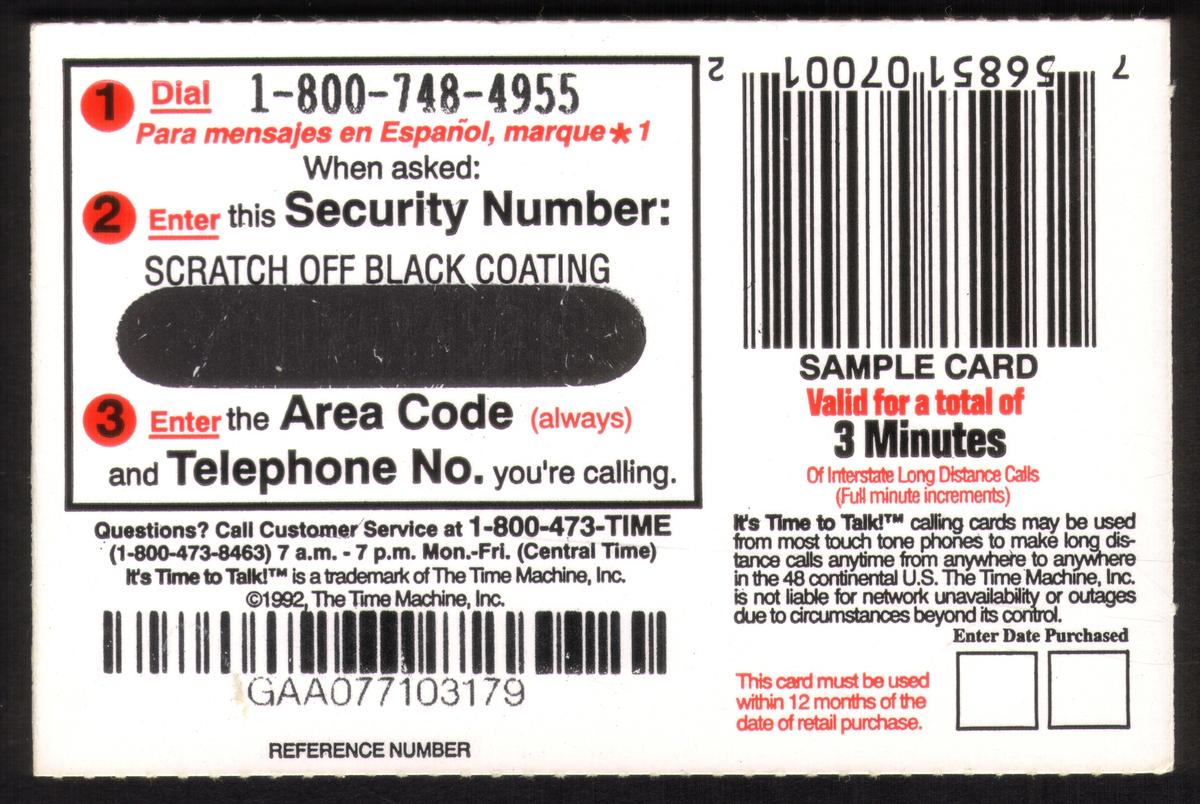 1 Dial 1-800-748-4955
Para mensajes en Español, marque * 1
When asked:
2 Enter this Security Number:
SCRATCH OFF BLACK COATING
3 Enter the Area Code (always)
and Telephone No. you're calling.
Questions? Call Customer Service at 1-800-473-TIME
(1-800-473-8463) 7 a.m. - 7 p.m. Mon.-Fri. (Central Time)
It's Time to Talk!™ is a trademark of The Time Machine, Inc.
©1992, The Time Machine, Inc.
GAA077103179
REFERENCE NUMBER
7 56851 07001 2
SAMPLE CARD
Valid for a total of
3 Minutes
Of Interstate Long Distance Calls
(Full minute increments)
It's Time to Talk!™ calling cards may be used
from most touch tone phones to make long dis-
tance calls anytime from anywhere to anywhere
in the 48 continental U.S. The Time Machine, Inc.
is not liable for network unavailability or outages
due to circumstances beyond its control.
Enter Date Purchased
This card must be used
within 12 months of the
date of retail purchase.